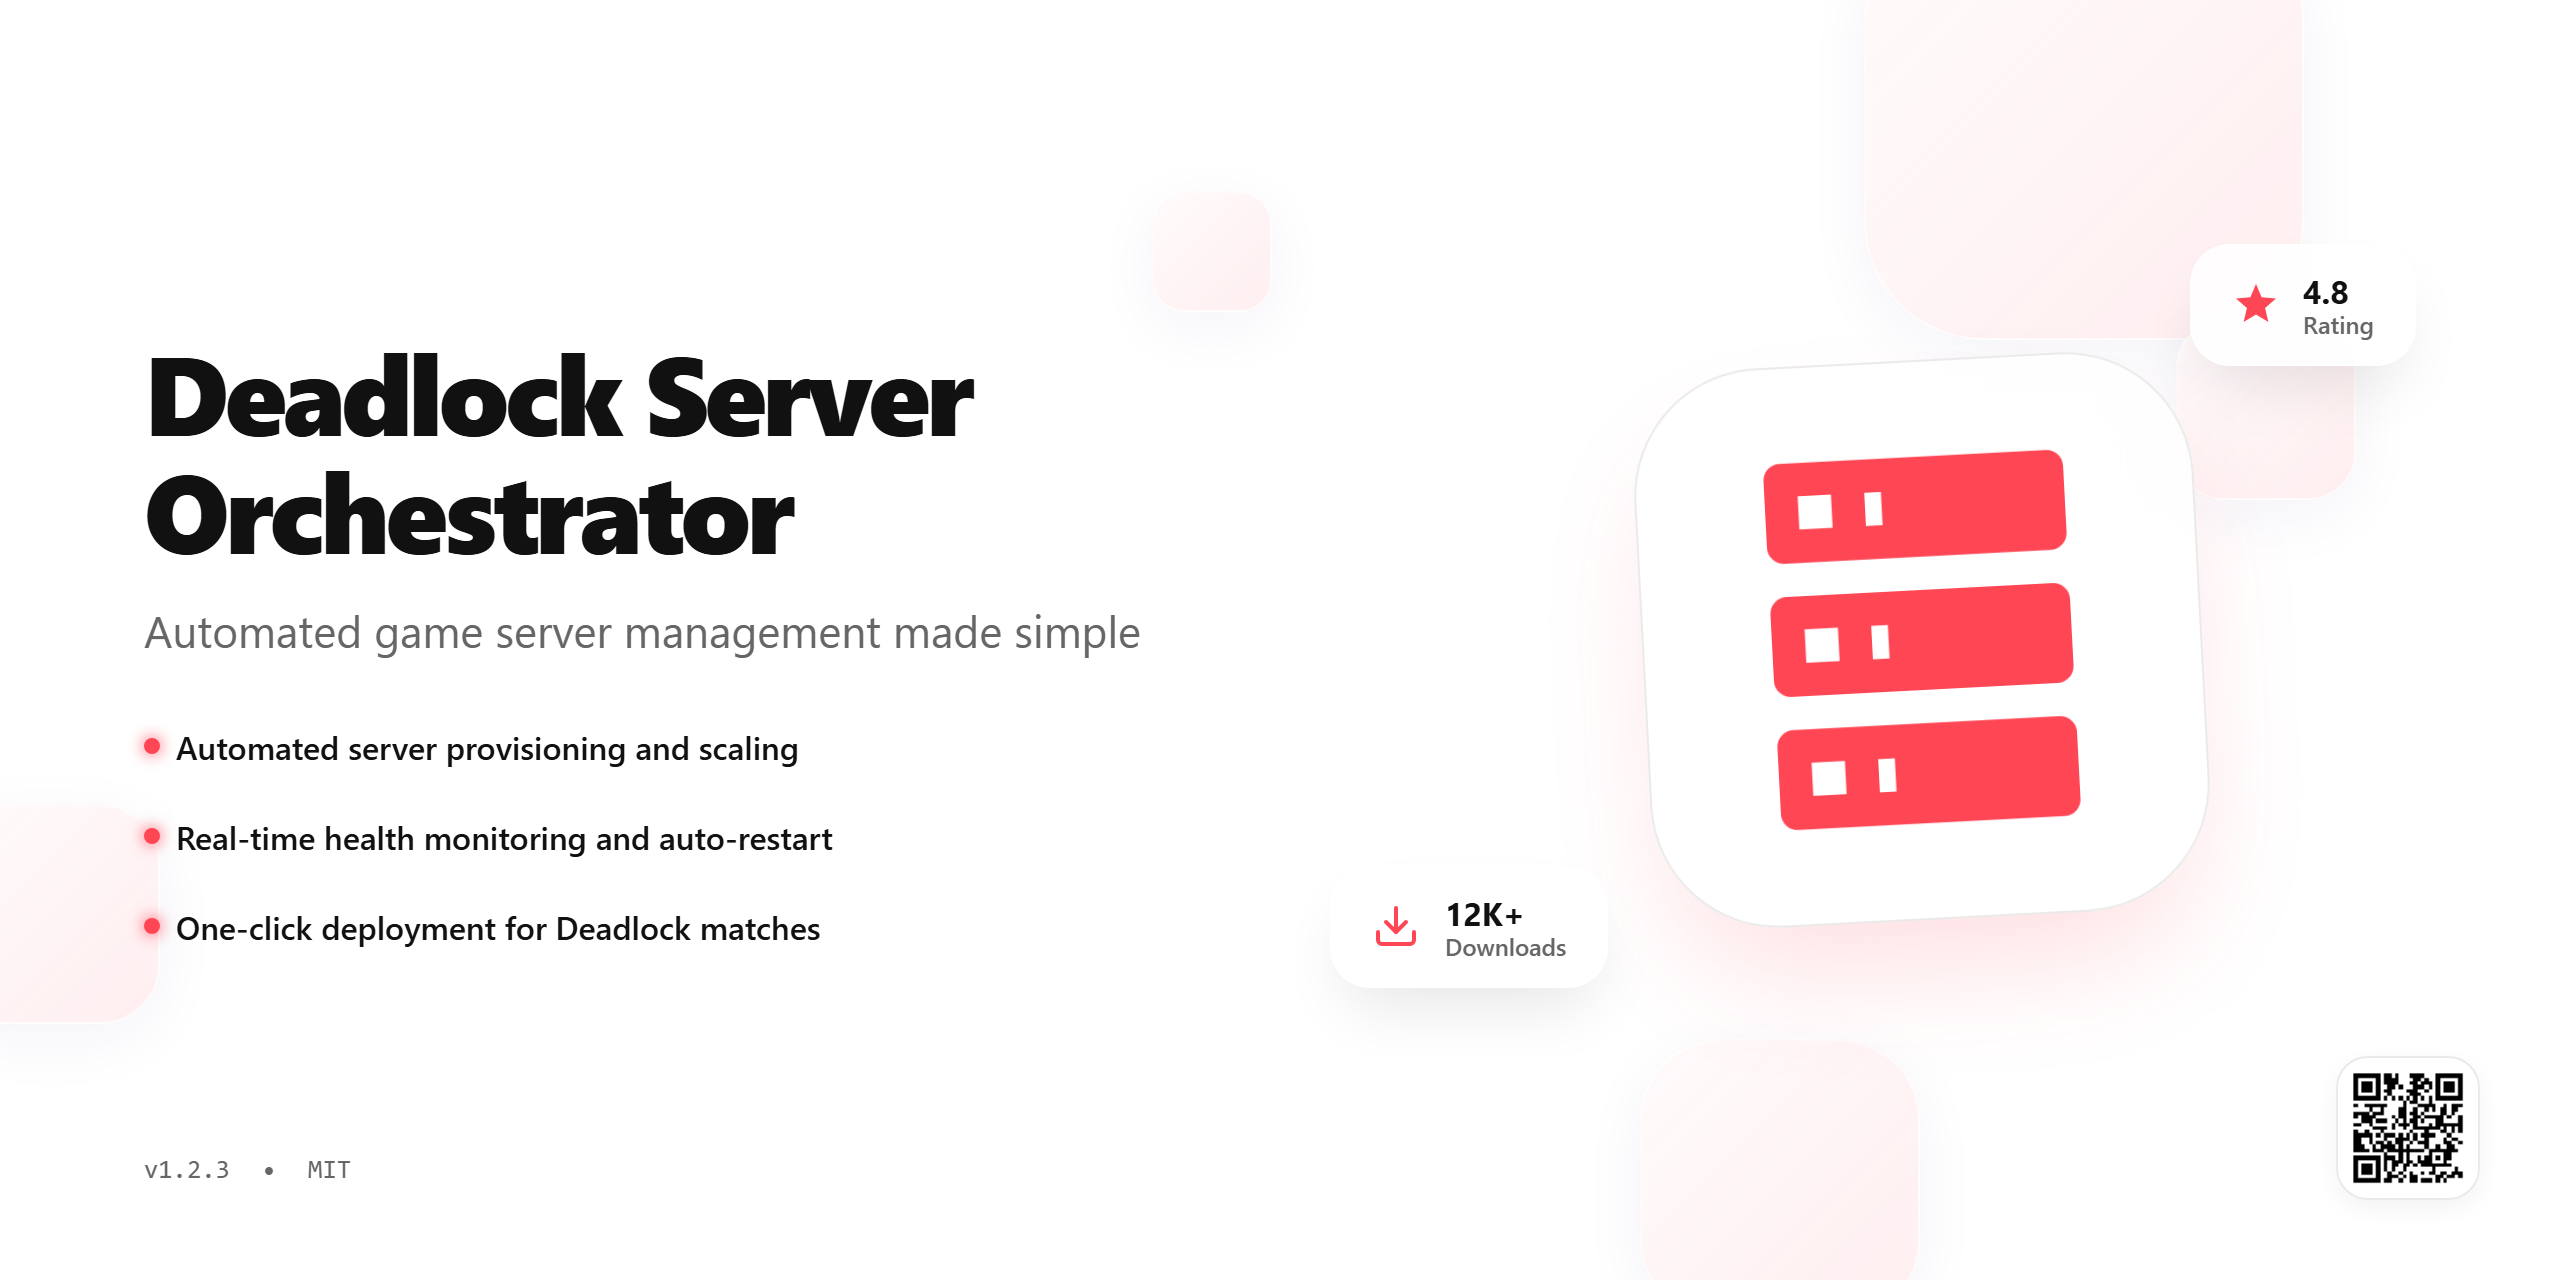 Deadlock Server
Orchestrator
Automated game server management made simple
Automated server provisioning and scaling
Real-time health monitoring and auto-restart
One-click deployment for Deadlock matches
v1.2.3 • MIT
4.8
Rating
12K+
Downloads